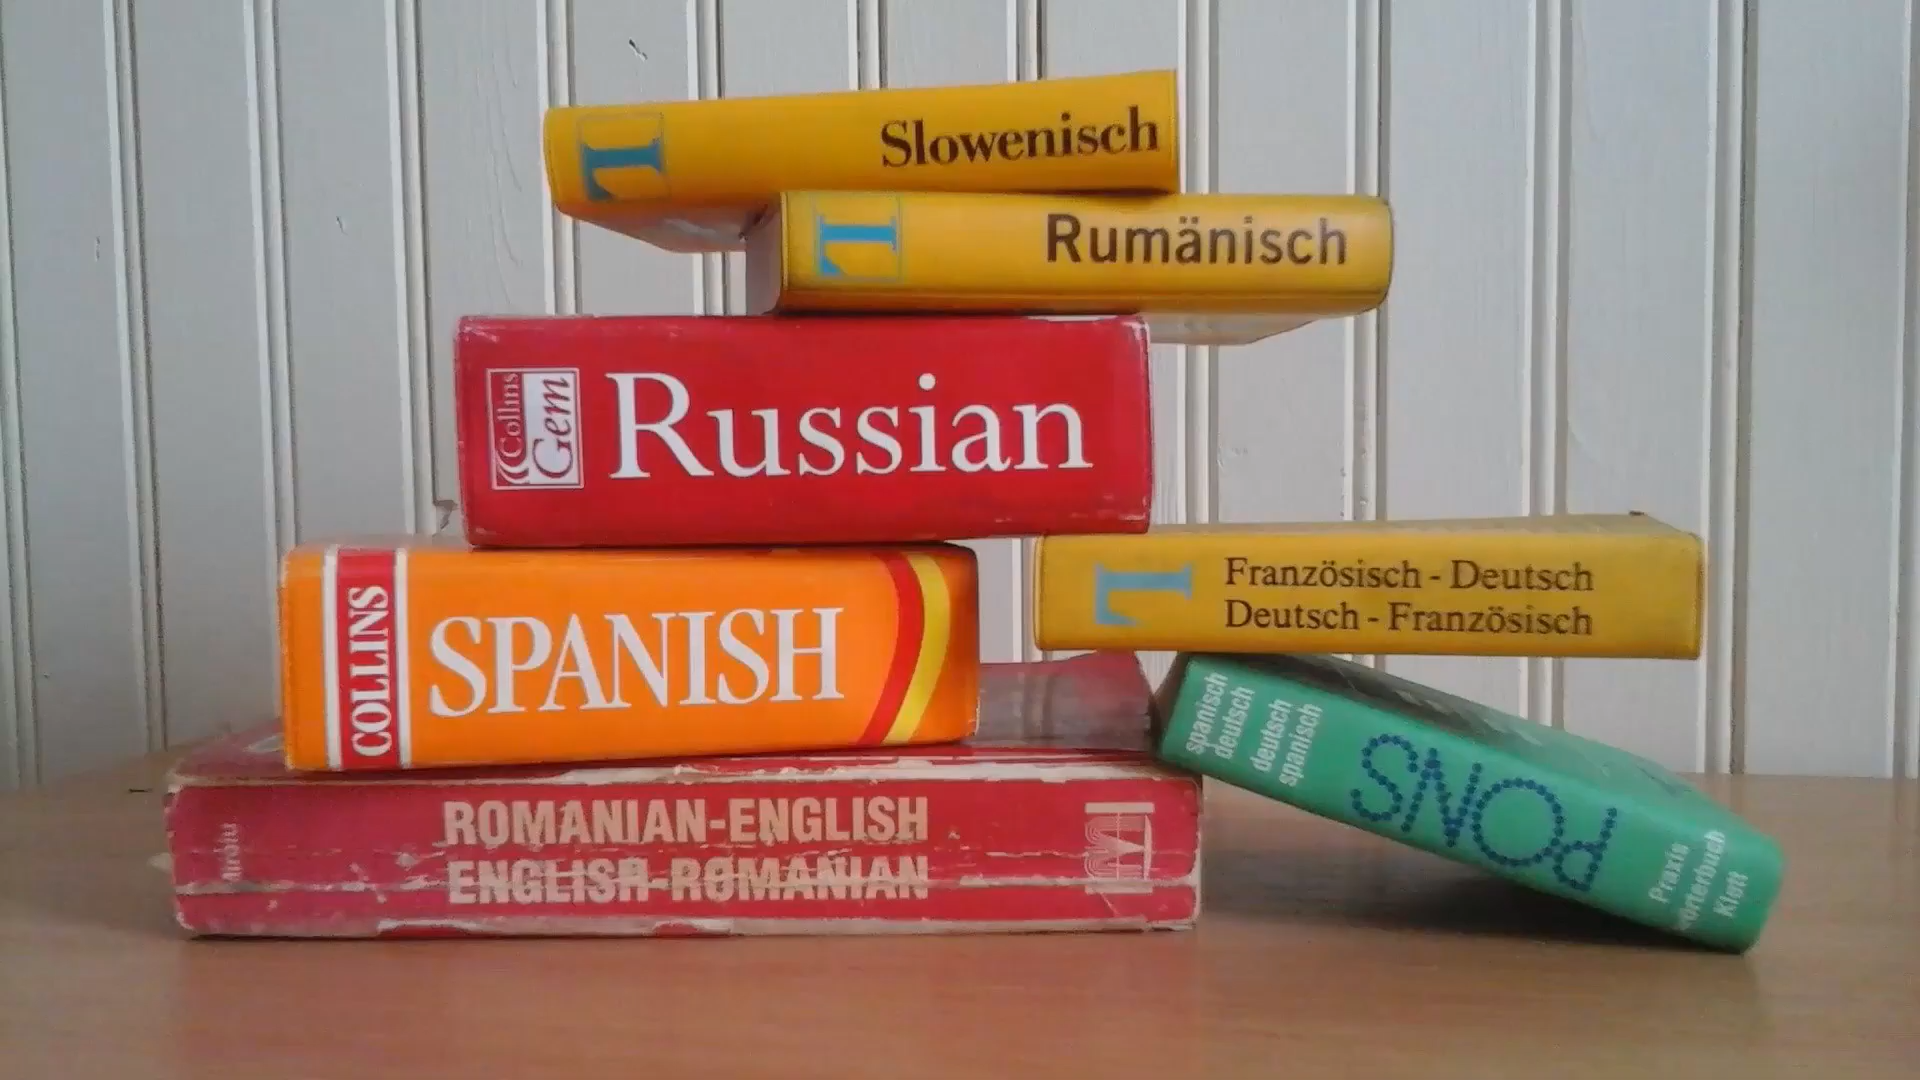 Slowenisch
L
Rumänisch
L
Collins
Gem
Russian
COLLINS
SPANISH
Französisch - Deutsch
Deutsch - Französisch
L
spanisch
deutsch
deutsch
spanisch
PONS
Praxis
wörterbuch
Klett
ROMANIAN-ENGLISH
ENGLISH-ROMANIAN